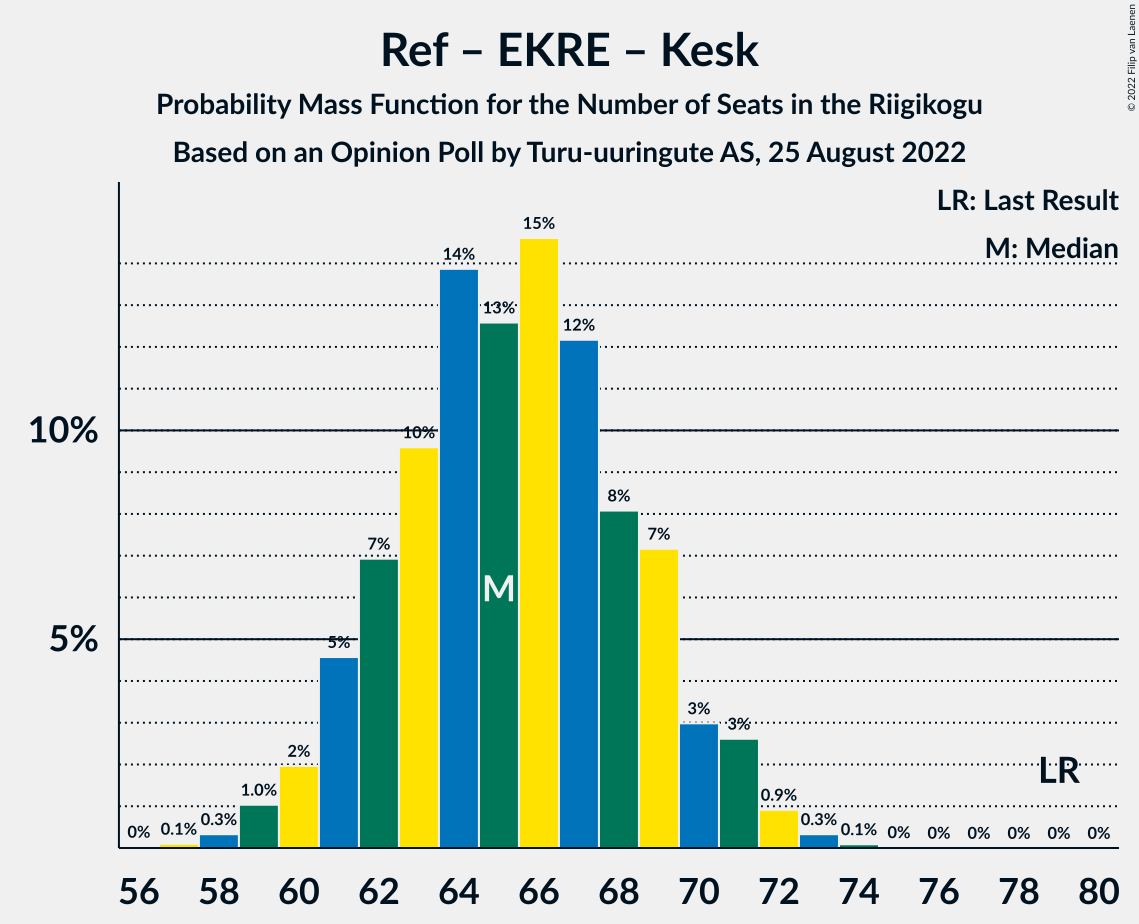 Ref – EKRE – Kesk
Probability Mass Function for the Number of Seats in the Riigikogu
Based on an Opinion Poll by Turu-uuringute AS, 25 August 2022
© 2022 Filip van Laenen
LR: Last Result
M: Median
15%
14%
13%
12%
10%
10%
8%
7%
7%
M
5%
5%
3%
3%
2%
LR
1.0%
0.9%
0% 0.1% 0.3% 0.3% 0.1% 0% 0% 0% 0% 0% 0%
56 58 60 62 64 66 68 70 72 74 76 78 80